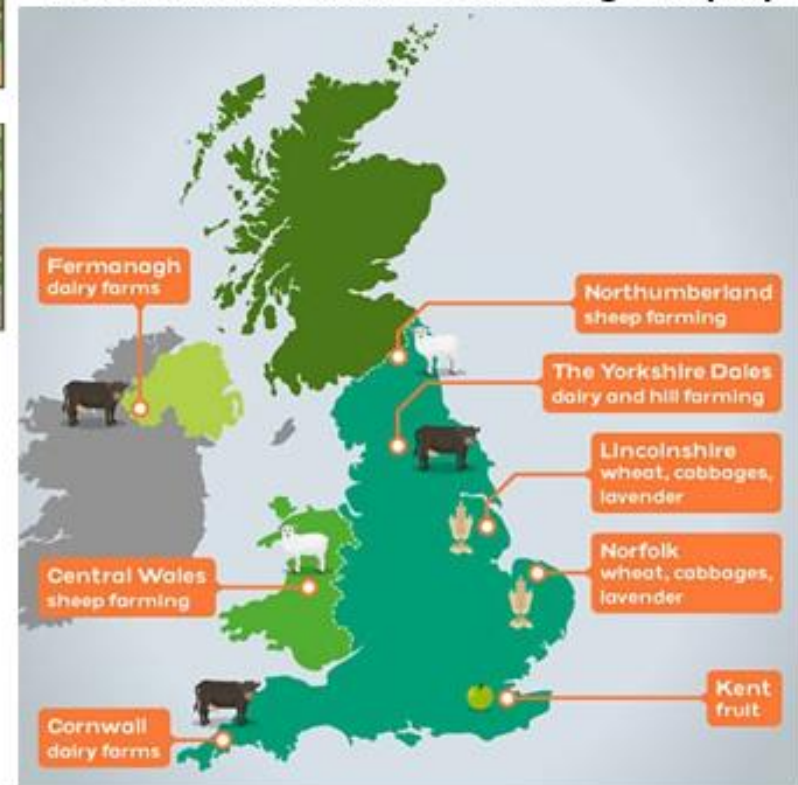 Fermanagh
dairy farms
Northumberland
sheep farming
The Yorkshire Dales
dairy and hill farming
Lincolnshire
wheat, cabbages,
lavender
Norfolk
wheat, cabbages,
lavender
Central Wales
sheep farming
Kent
fruit
Cornwall
dairy farms